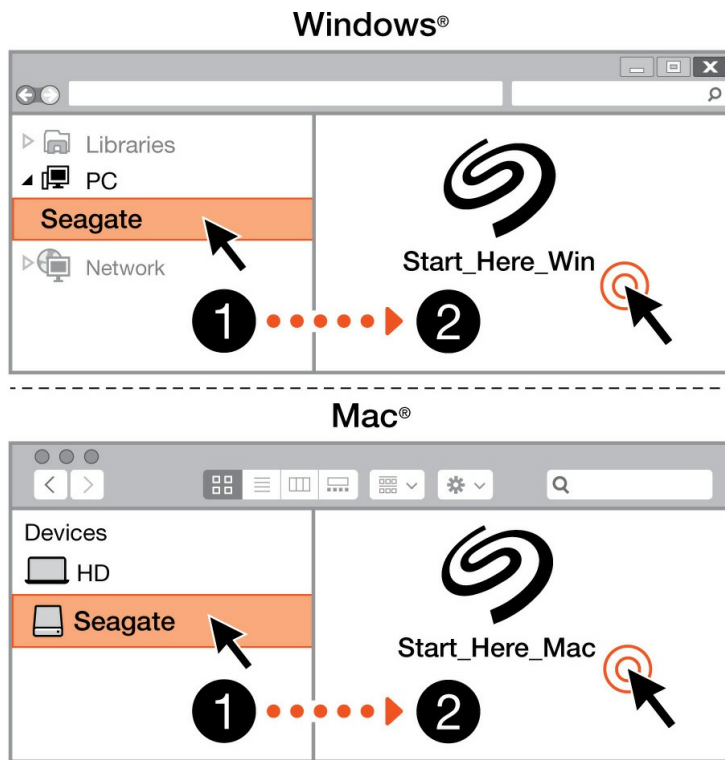 Windows®
Libraries
PC
Seagate
Network
Start_Here_Win
1 2
Mac®
Devices
HD
Seagate
Start_Here_Mac
1 2